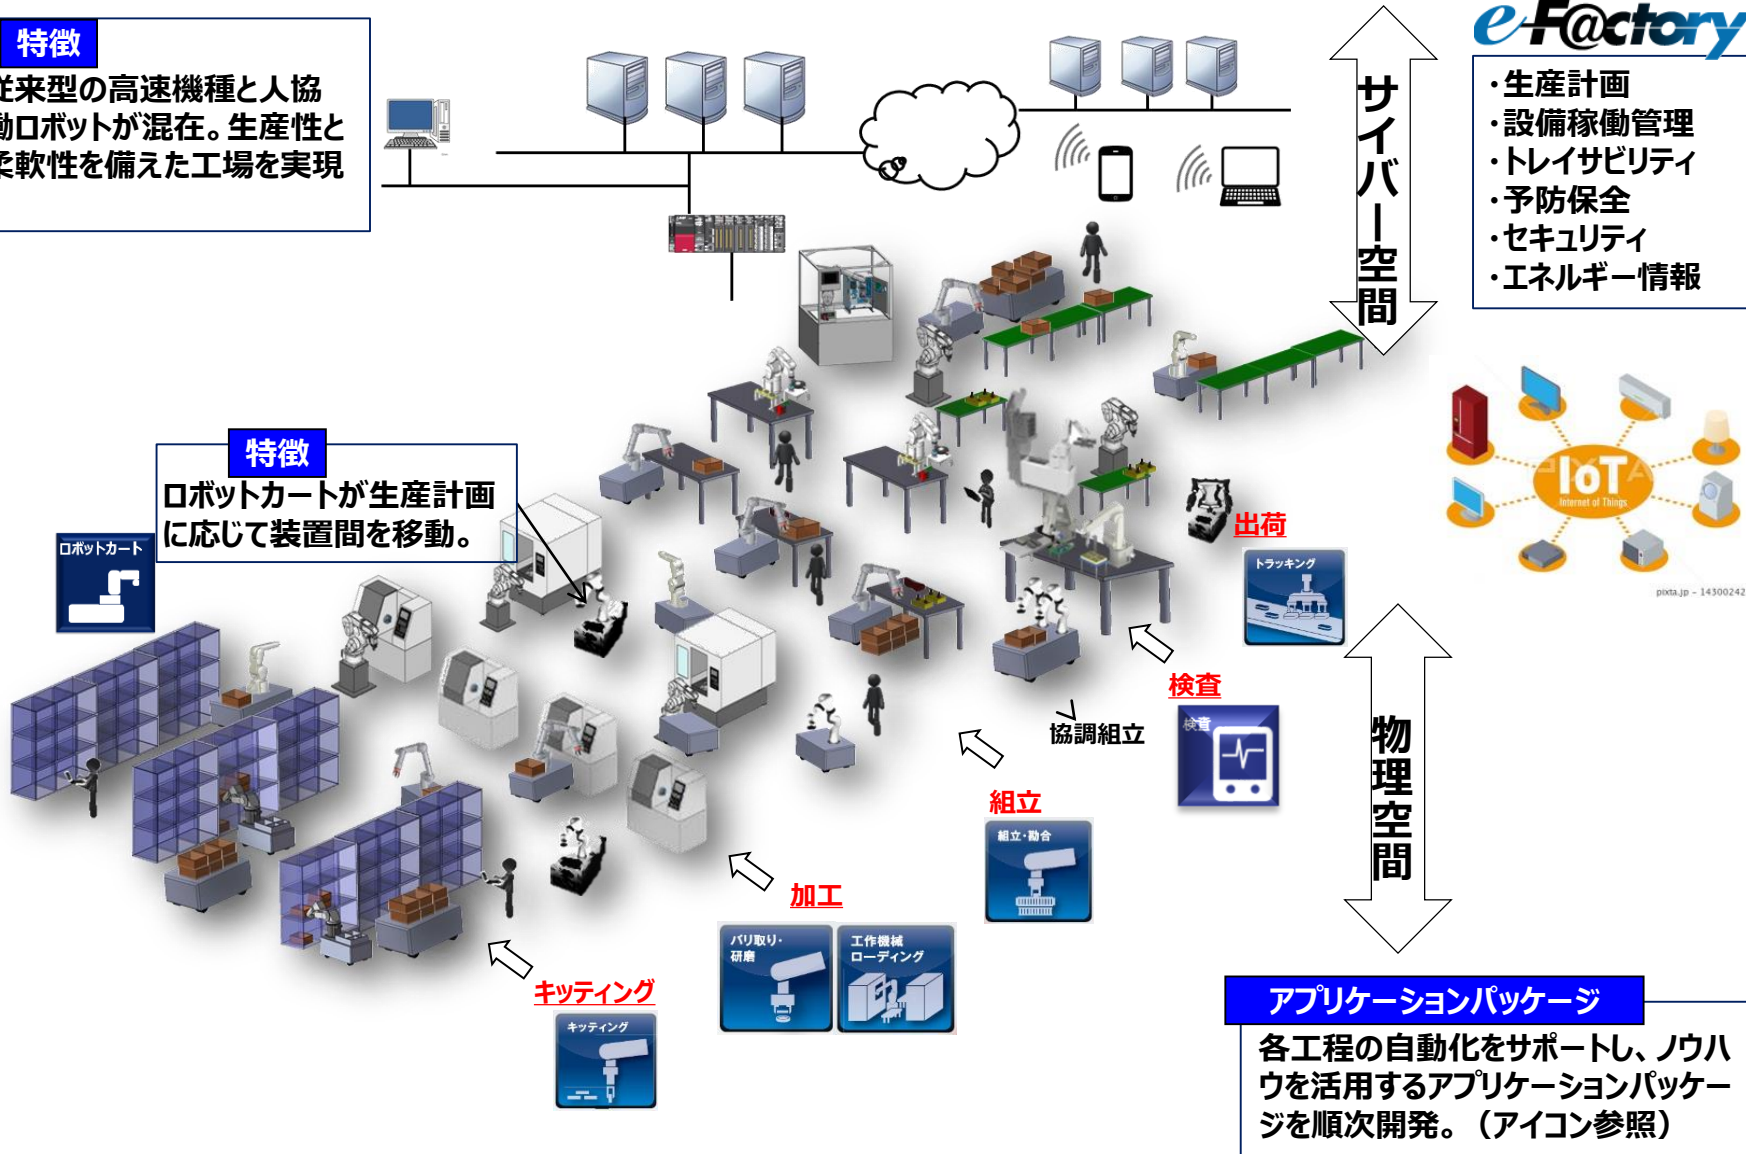 特徴
従来型の高速機種と人協
働ロボットが混在。生産性と
柔軟性を備えた工場を実現
e-F@ctory
・生産計画
・設備稼働管理
・トレイサビリティ
・予防保全
・セキュリティ
・エネルギー情報
サイバー空間
特徴
ロボットカートが生産計画
に応じて装置間を移動。
ロボットカート
IoT
Internet of Things
pixta.jp - 14300242
出荷
トラッキング
検査
検査
協調組立
組立
組立・勘合
物理空間
加工
バリ取り・
研磨
工作機械
ローディング
キッティング
キッティング
アプリケーションパッケージ
各工程の自動化をサポートし、ノウハ
ウを活用するアプリケーションパッケー
ジを順次開発。（アイコン参照）